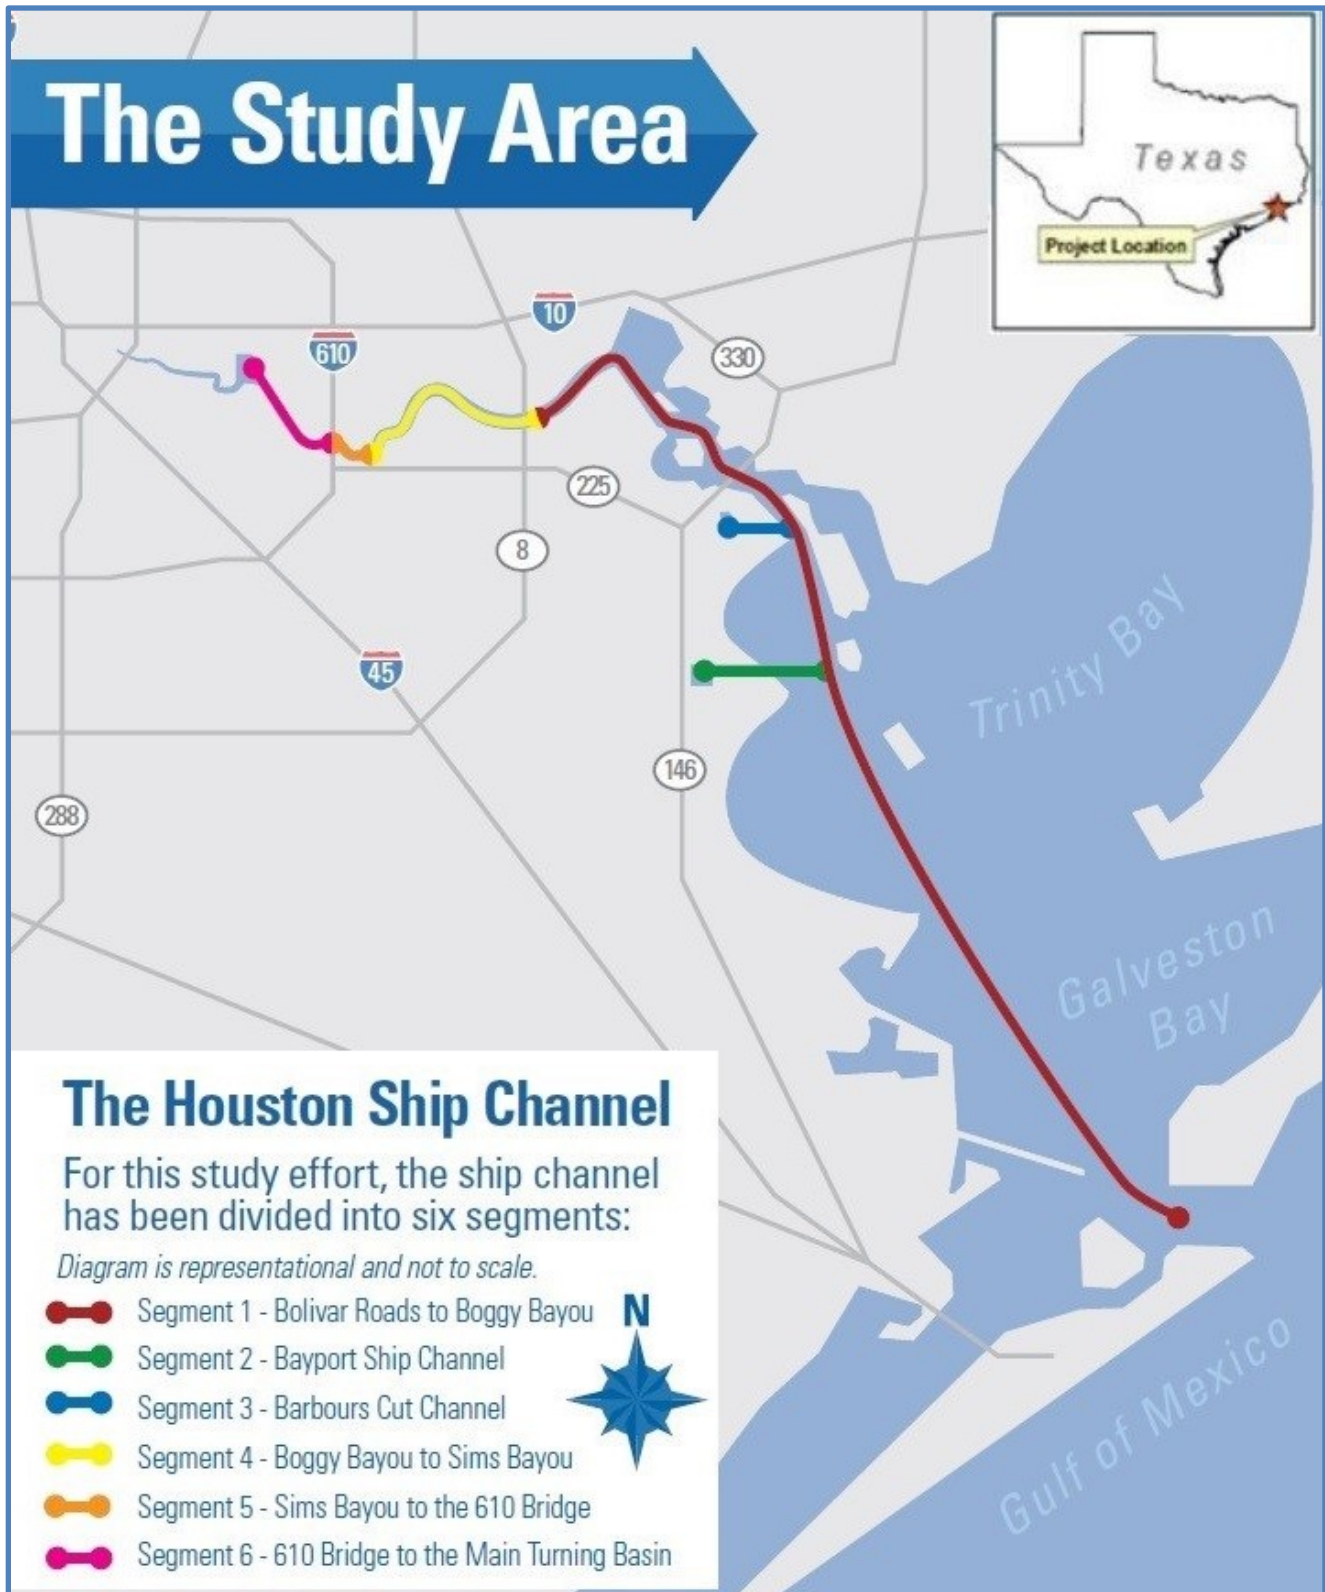 The Study Area
Texas
Project Location
10
610
330
225
8
45
146
288
Trinity Bay
Galveston
Bay
Gulf of Mexico
The Houston Ship Channel
For this study effort, the ship channel
has been divided into six segments:
Diagram is representational and not to scale.
N
Segment 1 - Bolivar Roads to Boggy Bayou
Segment 2 - Bayport Ship Channel
Segment 3 - Barbours Cut Channel
Segment 4 - Boggy Bayou to Sims Bayou
Segment 5 - Sims Bayou to the 610 Bridge
Segment 6 - 610 Bridge to the Main Turning Basin